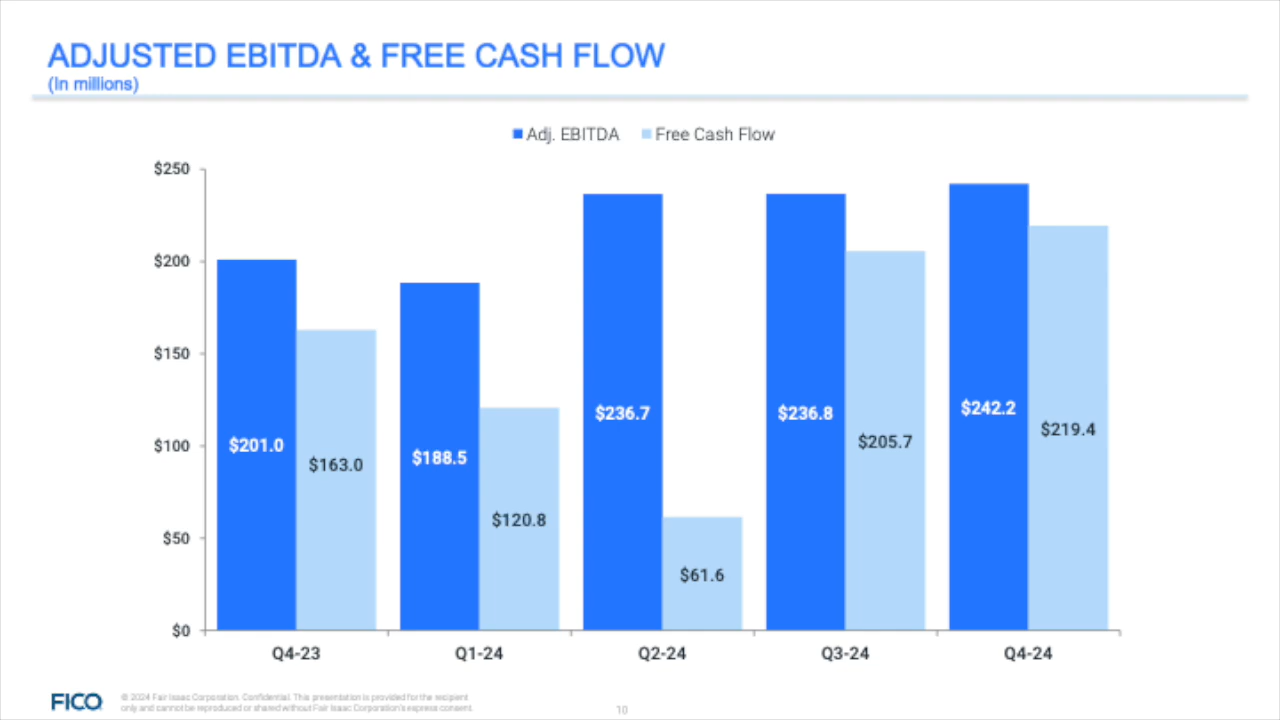 ADJUSTED EBITDA & FREE CASH FLOW
(In millions)
Adj. EBITDA Free Cash Flow
$250
$200
$150
$100
$50
$0
$201.0
$163.0
$188.5
$120.8
$236.7
$61.6
$236.8
$205.7
$242.2
$219.4
Q4-23 Q1-24 Q2-24 Q3-24 Q4-24
FICO
© 2024 Fair Isaac Corporation. Confidential. This presentation is provided for the recipient
only and cannot be reproduced or shared without Fair Isaac Corporation's express consent.
10